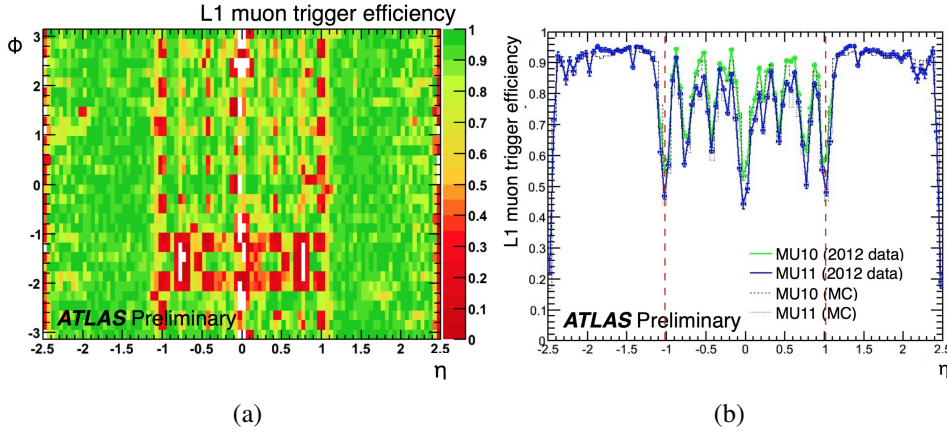 L1 muon trigger efficiency
Φ
3
2
1
0
-1
-2
-3
ATLAS Preliminary
-2.5 -2 -1.5 -1 -0.5 0 0.5 1 1.5 2 2.5
η
1
0.9
0.8
0.7
0.6
0.5
0.4
0.3
0.2
0.1
0
(a)
L1 muon trigger efficiency
1
0.9
0.8
0.7
0.6
0.5
0.4
0.3
0.2
0.1
0
MU10 (2012 data)
MU11 (2012 data)
MU10 (MC)
MU11 (MC)
ATLAS Preliminary
-2.5 -2 -1.5 -1 -0.5 0 0.5 1 1.5 2 2.5
η
(b)